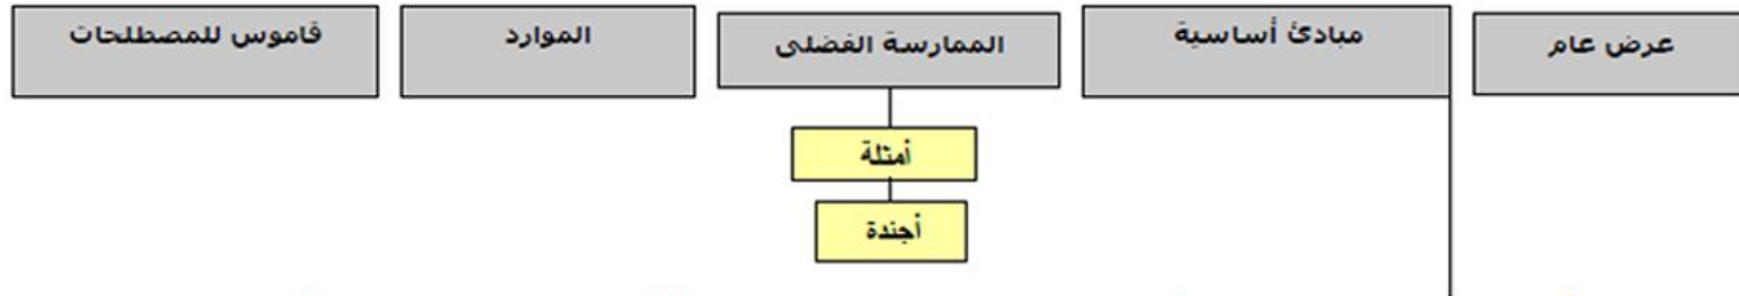 عرض عام
مبادئ أساسية
الممارسة الفضلى
الموارد
قاموس للمصطلحات
أمثلة
أجندة